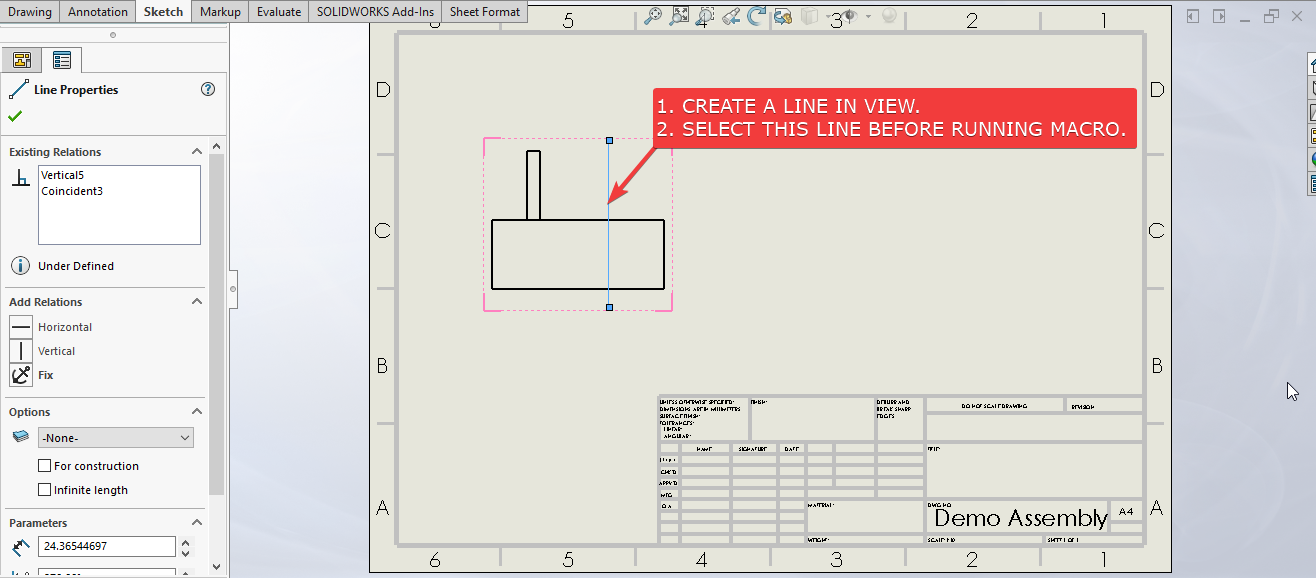 Drawing Annotation Sketch Markup Evaluate SOLIDWORKS Add-Ins Sheet Format
Line Properties
Existing Relations
Vertical5
Coincident3
Under Defined
Add Relations
Horizontal
Vertical
Fix
Options
-None-
For construction
Infinite length
Parameters
24.36544697
6 5 4 3 2 1
D D
1. CREATE A LINE IN VIEW.
2. SELECT THIS LINE BEFORE RUNNING MACRO.
C C
B B
UNLESS OTHERWISE SPECIFIED:
DIMENSIONS ARE IN MILLIMETERS
SURFACE FINISH:
TOLERANCES:
LINEAR:
ANGULAR:
FINISH:
DEBURR AND
BREAK SHARP
EDGES
DO NOT SCALE DRAWING
REVISION
NAME SIGNATURE DATE
TITLE:
CHK'D
APPV'D
MFG
Q.A
MATERIAL:
DWG NO.
Demo Assembly
A4
WEIGHT:
SHEET 1 OF 1
A A
6 5 4 3 2 1